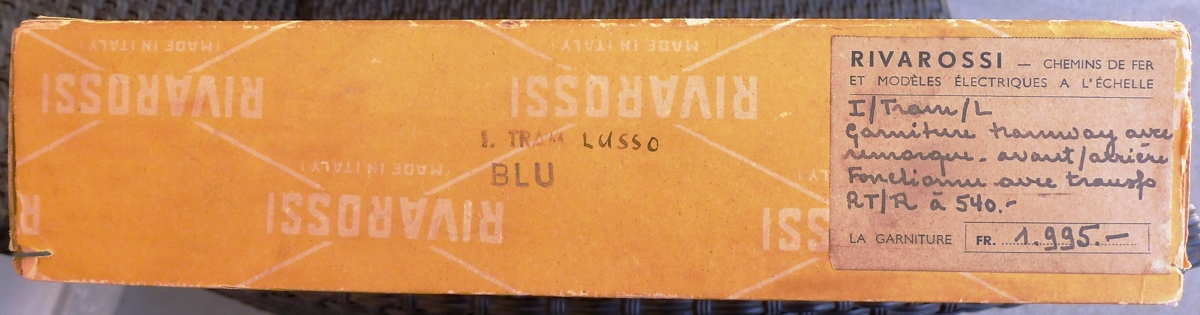 MADE IN ITALY
MADE IN ITALY
RIVAROSSI
RIVAROSSI
1. TRAM LUSSO
BLU
MADE IN ITALY
RIVAROSSI
RIVAROSSI — CHEMINS DE FER
ET MODÈLES ÉLECTRIQUES A L'ÉCHELLE
I/Tram/L
Garniture tramway avec
remorque - avant/arrière
Fonctionne avec transfo
RT/R à 540.-
LA GARNITURE FR. 1.995.-